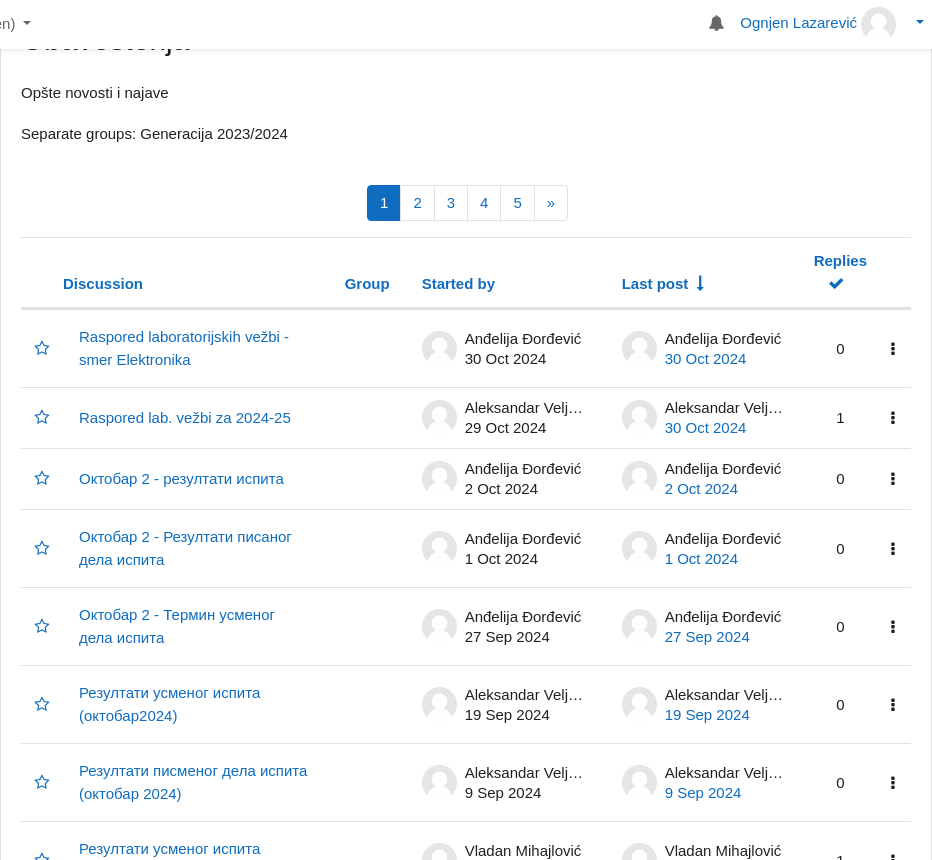 en)
Ognjen Lazarević
Opšte novosti i najave
Separate groups: Generacija 2023/2024
1 2 3 4 5 »
Replies
Discussion Group Started by Last post
Raspored laboratorijskih vežbi -
smer Elektronika
Anđelija Đorđević
30 Oct 2024
Anđelija Đorđević
30 Oct 2024
0
Raspored lab. vežbi za 2024-25
Aleksandar Velj…
29 Oct 2024
Aleksandar Velj…
30 Oct 2024
1
Октобар 2 - резултати испита
Anđelija Đorđević
2 Oct 2024
Anđelija Đorđević
2 Oct 2024
0
Октобар 2 - Резултати писаног
дела испита
Anđelija Đorđević
1 Oct 2024
Anđelija Đorđević
1 Oct 2024
0
Октобар 2 - Термин усменог
дела испита
Anđelija Đorđević
27 Sep 2024
Anđelija Đorđević
27 Sep 2024
0
Резултати усменог испита
(октобар2024)
Aleksandar Velj…
19 Sep 2024
Aleksandar Velj…
19 Sep 2024
0
Резултати писменог дела испита
(октобар 2024)
Aleksandar Velj…
9 Sep 2024
Aleksandar Velj…
9 Sep 2024
0
Резултати усменог испита
Vladan Mihajlović
Vladan Mihajlović
1